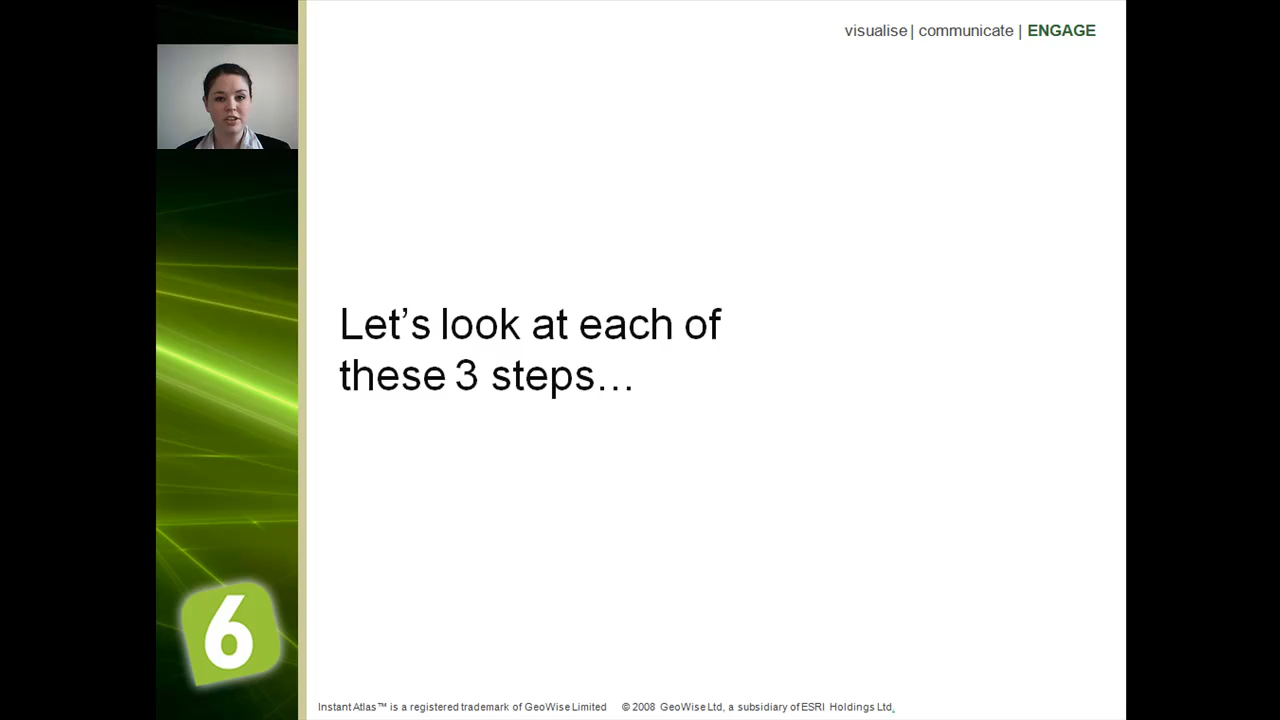 visualise | communicate | ENGAGE
Let’s look at each of
these 3 steps…
6
Instant Atlas™ is a registered trademark of GeoWise Limited © 2008 GeoWise Ltd, a subsidiary of ESRI Holdings Ltd.